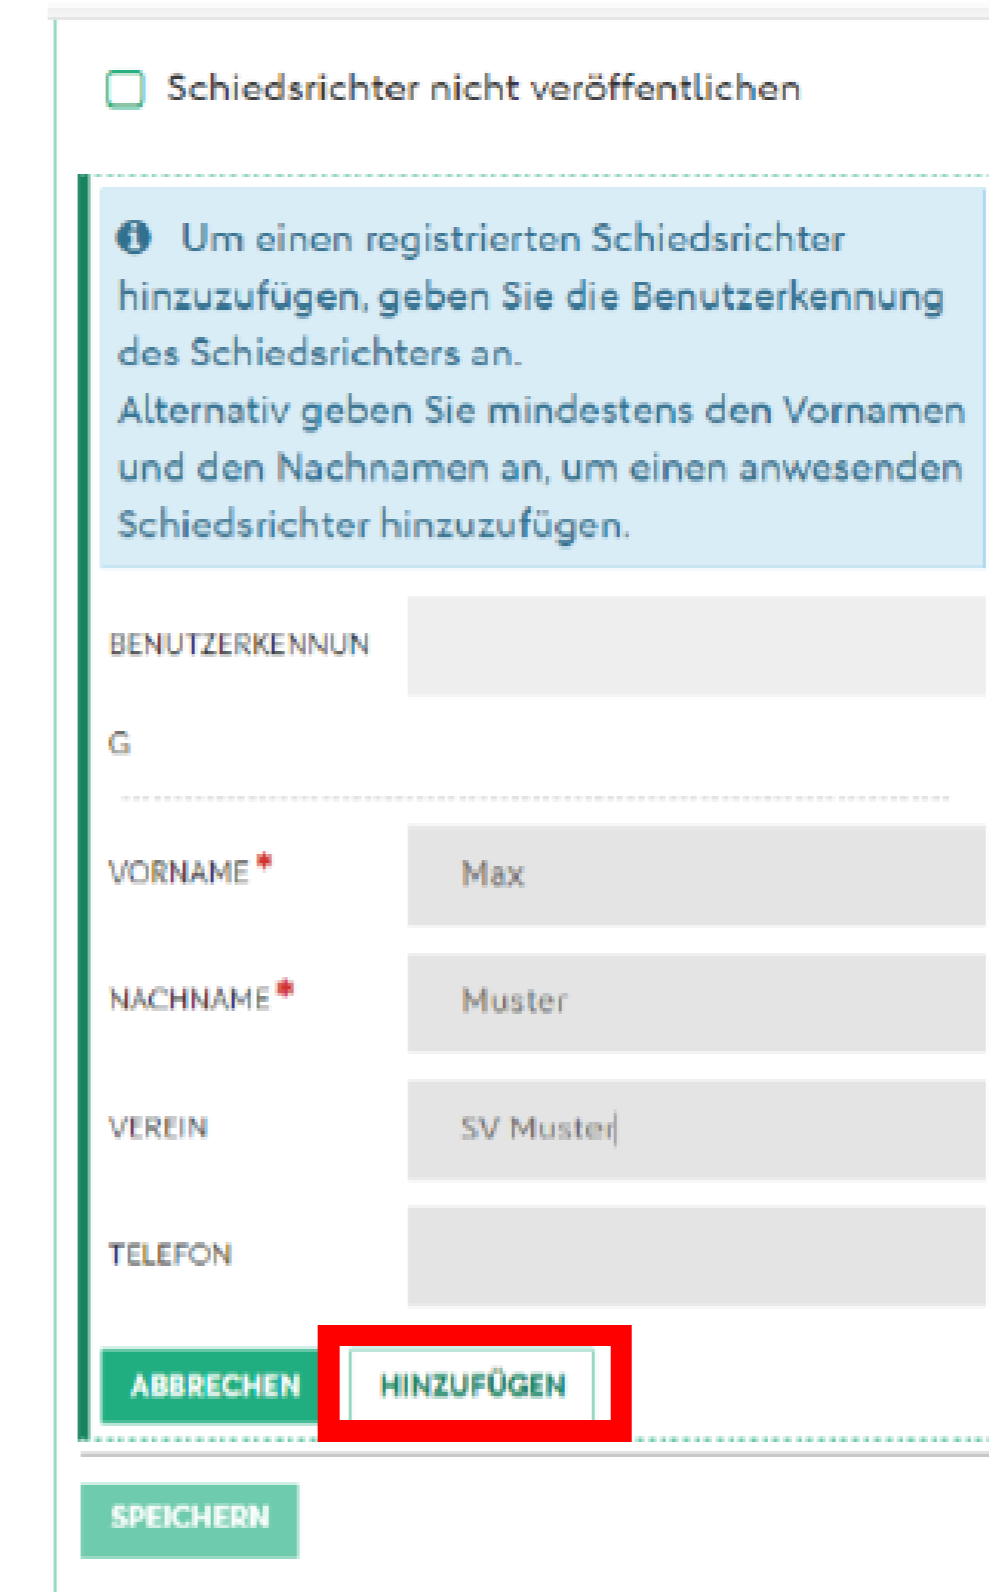 Schiedsrichter nicht veröffentlichen
Um einen registrierten Schiedsrichter
hinzuzufügen, geben Sie die Benutzerkennung
des Schiedsrichters an.
Alternativ geben Sie mindestens den Vornamen
und den Nachnamen an, um einen anwesenden
Schiedsrichter hinzuzufügen.
BENUTZERKENNUN
G
VORNAME * Max
NACHNAME * Muster
VEREIN SV Muster
TELEFON
ABBRECHEN HINZUFÜGEN
SPEICHERN